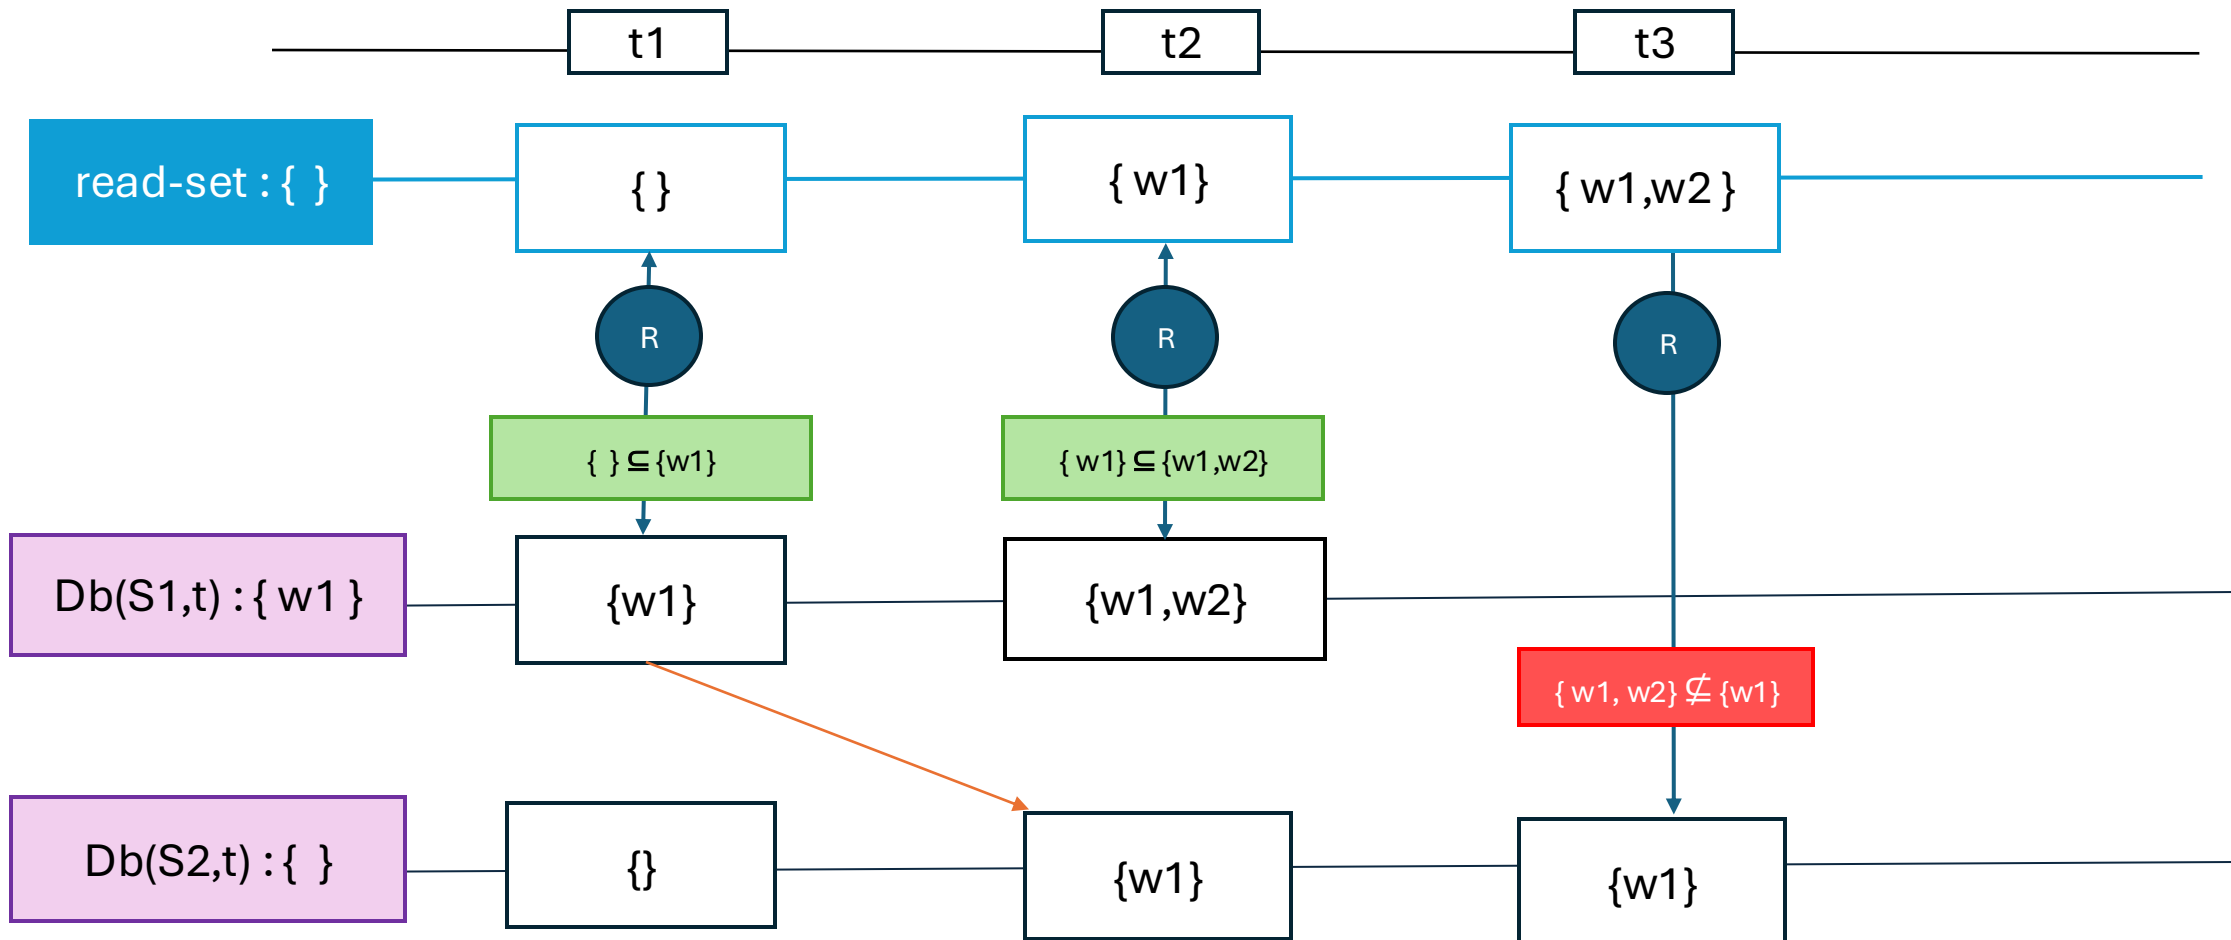 t1
t2
t3
read-set : {  }
{ }
{ w1}
{ w1,w2 }
R
R
R
{  } ⊆ {w1}
{ w1} ⊆ {w1,w2}
Db(S1,t) : { w1 }
{w1}
{w1,w2}
{ w1, w2} ⊈ {w1}
Db(S2,t) : {  }
{}
{w1}
{w1}